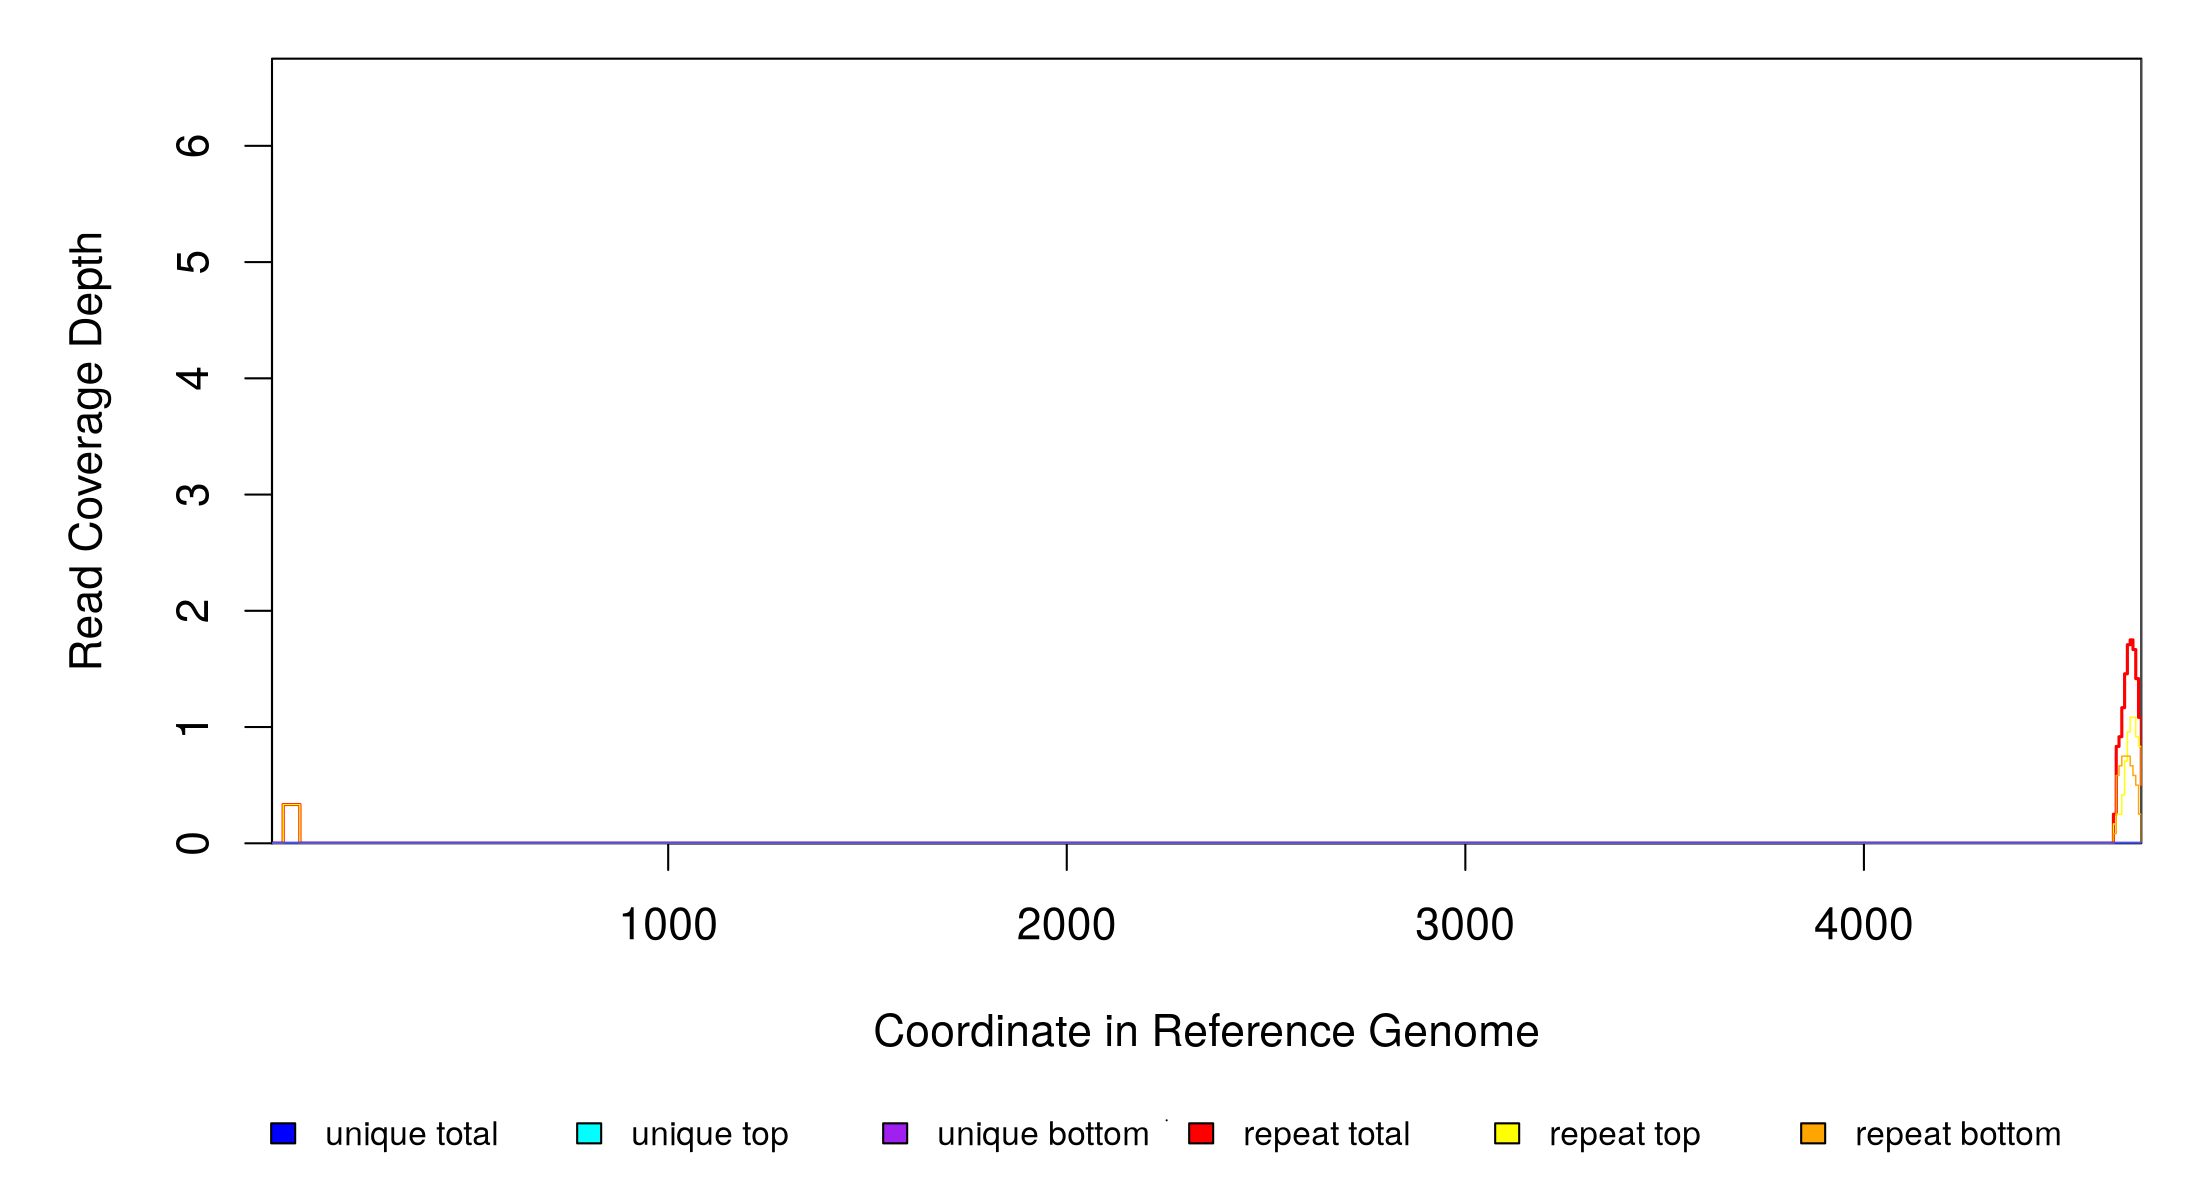 Read Coverage Depth
6
5
4
3
2
1
0
1000 2000 3000 4000
Coordinate in Reference Genome
unique total unique top unique bottom repeat total repeat top repeat bottom